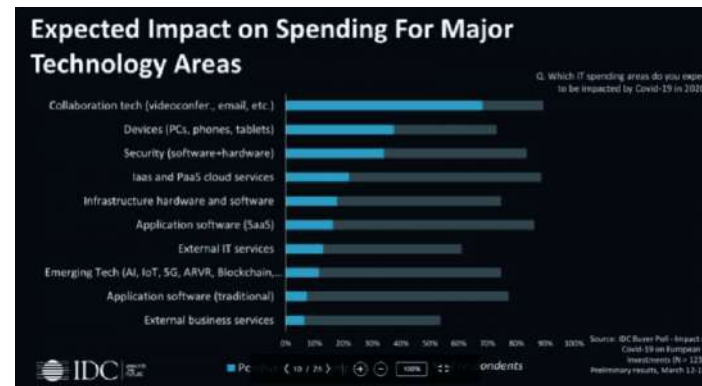 Expected Impact on Spending For Major
Technology Areas
Q. Which IT spending areas do you expe
to be impacted by Covid-19 in 202
Collaboration tech (videoconfer., email, etc.)
Devices (PCs, phones, tablets)
Security (software+hardware)
Iaas and PaaS cloud services
Infrastructure hardware and software
Application software (SaaS)
External IT services
Emerging Tech (AI, IoT, 5G, ARVR, Blockchain,...
Application software (traditional)
External business services
0% 10% 20% 30% 40% 50% 60% 70% 80% 90% 100%
Source: IDC Buyer Poll - Impact
Covid-19 on European
Investments (N = 121
Preliminary results, March 12-1
IDC
Po 10 / 25 100% ondents